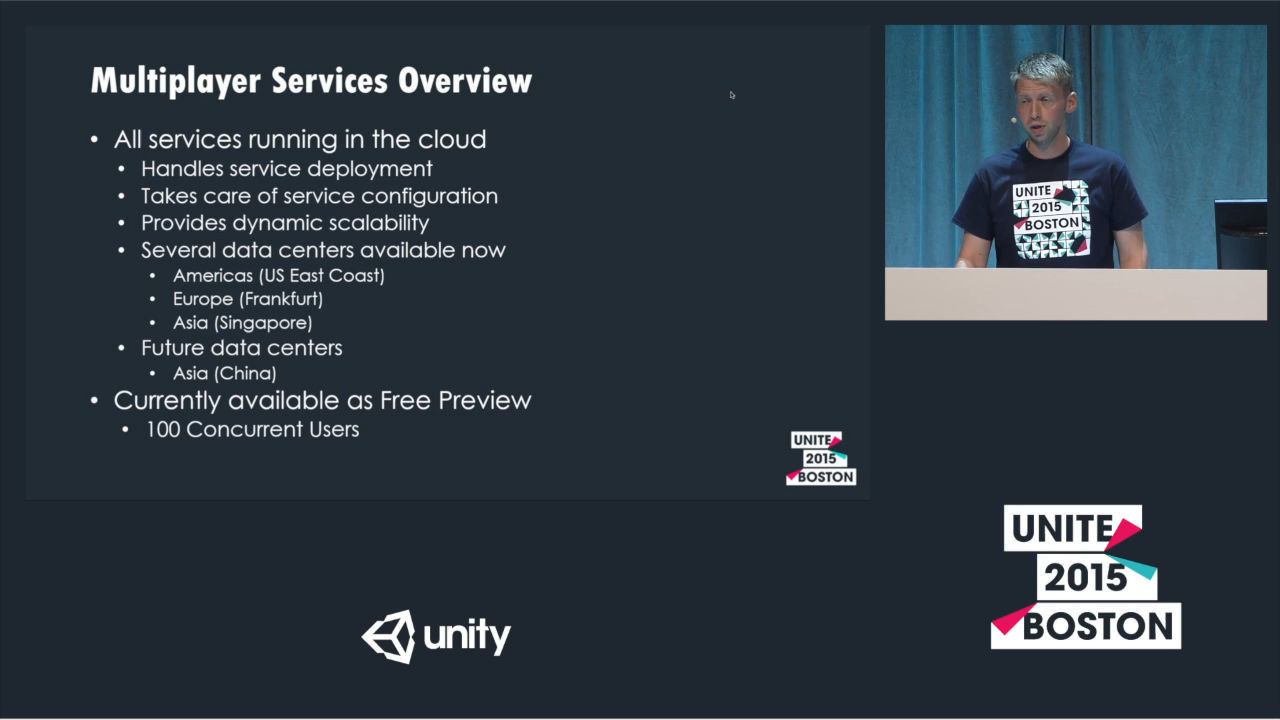 Multiplayer Services Overview
• All services running in the cloud
• Handles service deployment
• Takes care of service configuration
• Provides dynamic scalability
• Several data centers available now
• Americas (US East Coast)
• Europe (Frankfurt)
• Asia (Singapore)
• Future data centers
• Asia (China)
• Currently available as Free Preview
• 100 Concurrent Users
UNITE
2015
BOSTON
UNITE
2015
BOSTON
UNITE
2015
BOSTON
unity